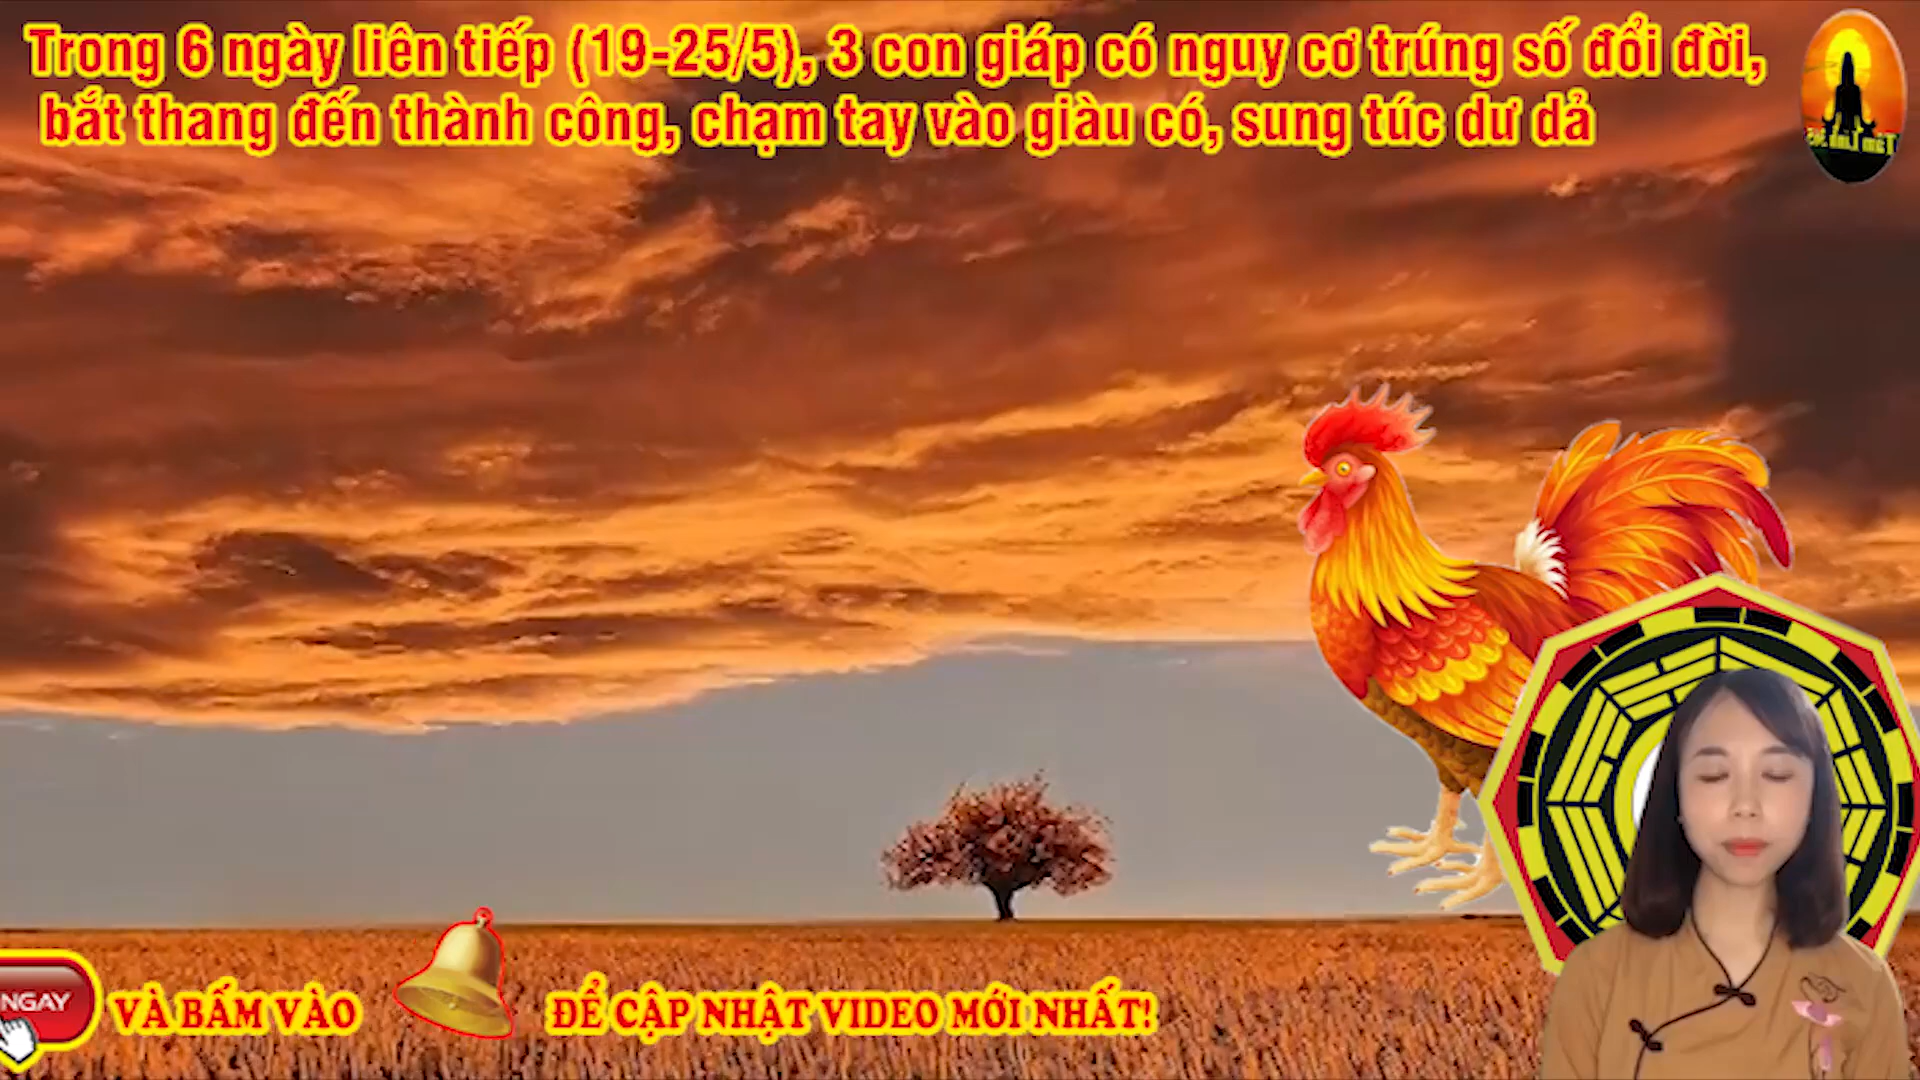 Trong 6 ngày liên tiếp (19-25/5), 3 con giáp có nguy cơ trúng số đổi đời,
bắt thang đến thành công, chạm tay vào giàu có, sung túc dư dả
NGAY VÀ BẤM VÀO ĐỂ CẬP NHẬT VIDEO MỚI NHẤT!